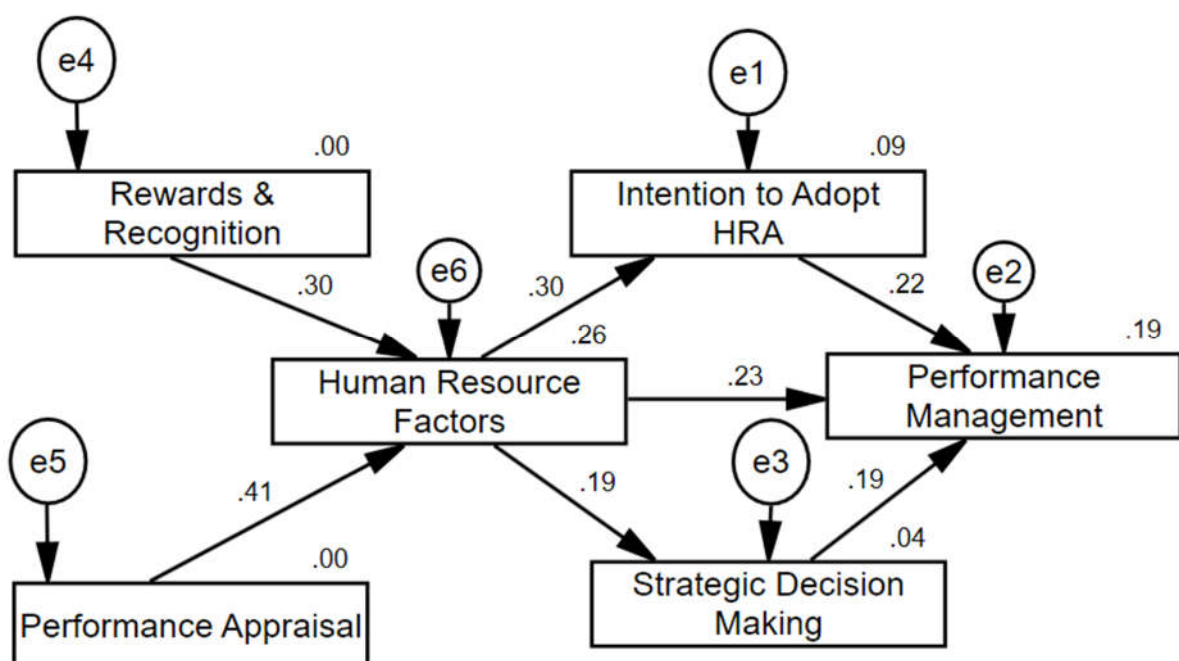 e4
e1
.00
.09
Rewards &
Recognition
Intention to Adopt
HRA
e6
e2
.30
.30
.22
.26
.19
Human Resource
Factors
.23
Performance
Management
e5
e3
.41
.19
.19
.00
.04
Performance Appraisal
Strategic Decision
Making